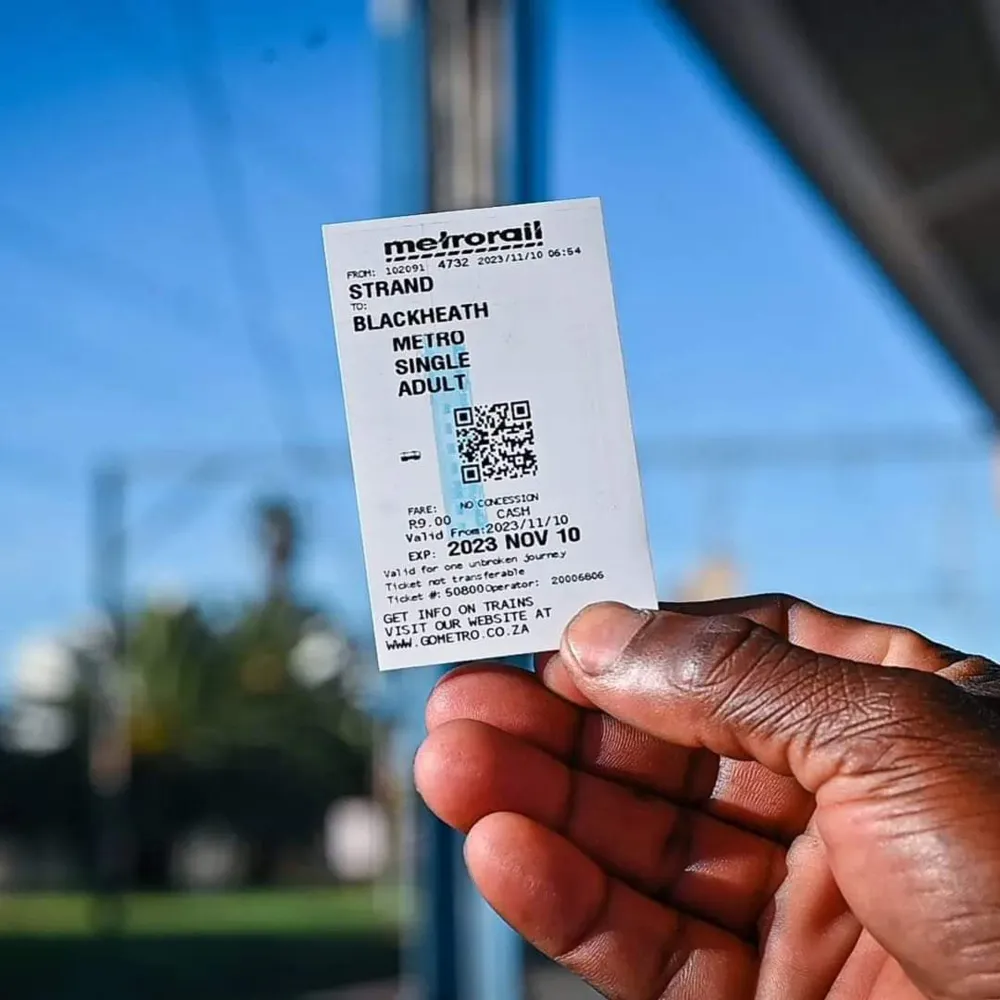 metrorail
FROM: 102091 4732 2023/11/10 06:54
STRAND
TO:
BLACKHEATH
METRO
SINGLE
ADULT
FARE: NO CONCESSION
R9.00 CASH
Valid From:2023/11/10
EXP: 2023 NOV 10
Valid for one unbroken journey
Ticket not transferable
Ticket #: 50800Operator: 20006806
GET INFO ON TRAINS
VISIT OUR WEBSITE AT
WWW.GOMETRO.CO.ZA